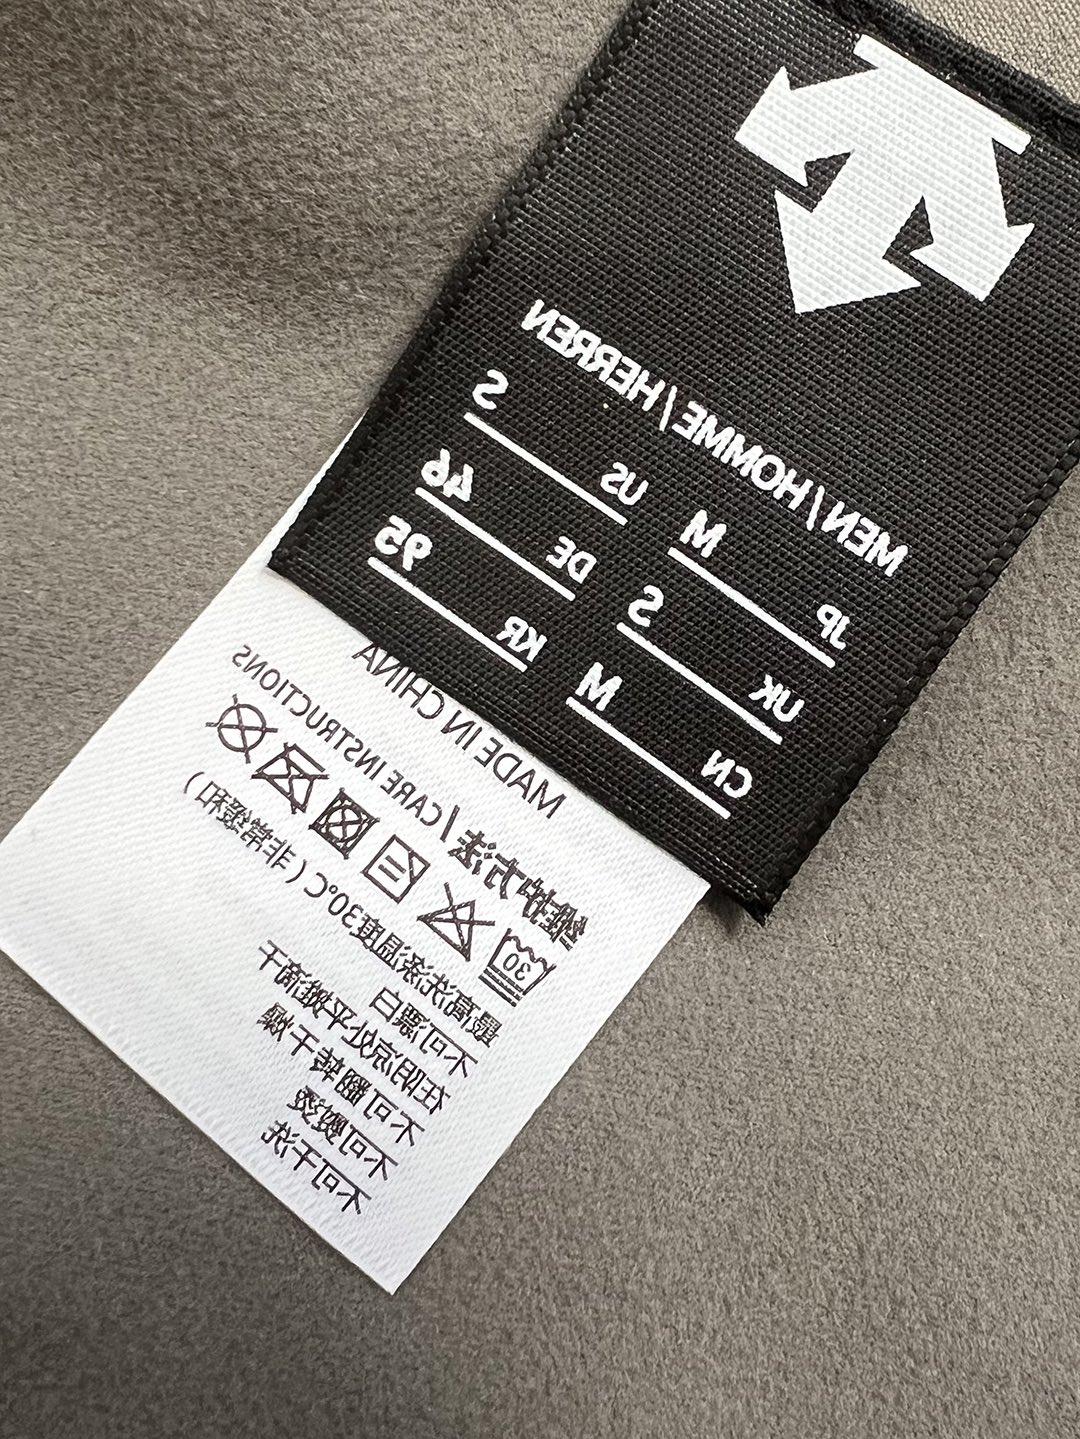 MEN/HOMME/HERREN
JP M US S
UK S DE 46
CN M KR 95
MADE IN CHINA
维护方法/CARE INSTRUCTIONS
30
最高洗涤温度30°C(非常缓和)
不可漂白
在阴凉处平摊滴干
不可翻转干燥
不可熨烫
不可干洗